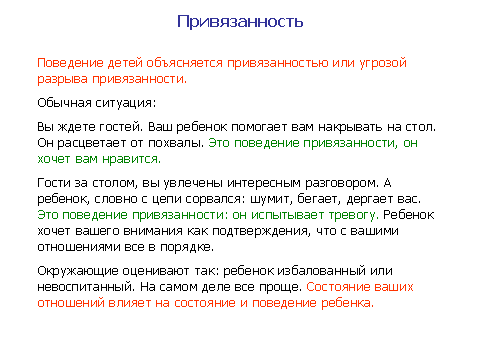 Привязанность
Поведение детей объясняется привязанностью или угрозой
разрыва привязанности.
Обычная ситуация:
Вы ждете гостей. Ваш ребенок помогает вам накрывать на стол.
Он расцветает от похвалы. Это поведение привязанности, он
хочет вам нравится.
Гости за столом, вы увлечены интересным разговором. А
ребенок, словно с цепи сорвался: шумит, бегает, дергает вас.
Это поведение привязанности: он испытывает тревогу. Ребенок
хочет вашего внимания как подтверждения, что с вашими
отношениями все в порядке.
Окружающие оценивают так: ребенок избалованный или
невоспитанный. На самом деле все проще. Состояние ваших
отношений влияет на состояние и поведение ребенка.